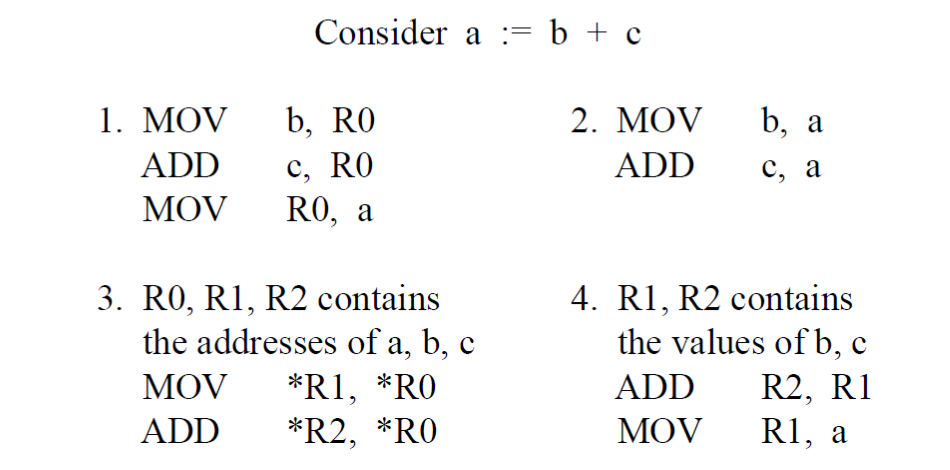 Consider a := b + c
1. MOV b, R0
ADD c, R0
MOV R0, a
2. MOV b, a
ADD c, a
3. R0, R1, R2 contains
the addresses of a, b, c
MOV *R1, *R0
ADD *R2, *R0
4. R1, R2 contains
the values of b, c
ADD R2, R1
MOV R1, a